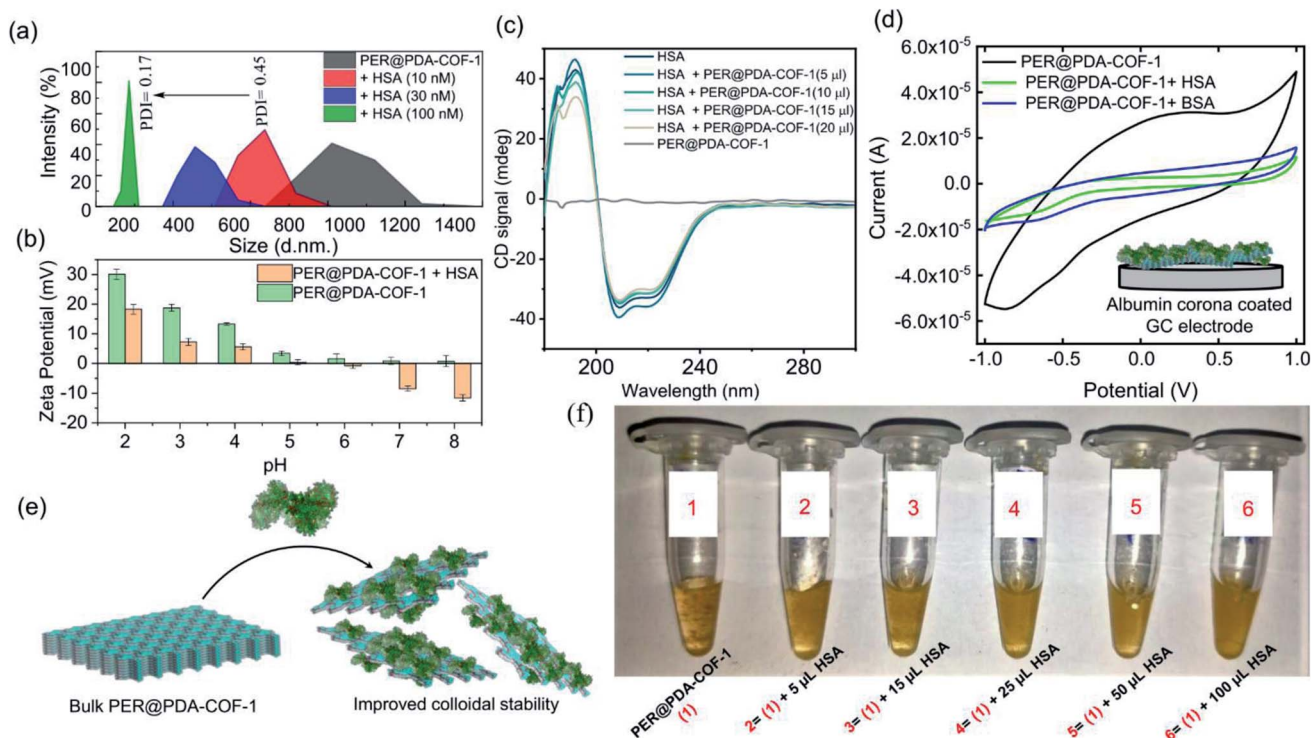 (a)
Intensity (%)
100
80
60
40
20
0
PDI= 0.17
PDI= 0.45
PER@PDA-COF-1
+ HSA (10 nM)
+ HSA (30 nM)
+ HSA (100 nM)
200 400 600 800 1000 1200 1400
Size (d.nm.)
(b)
Zeta Potential (mV)
30
20
10
0
-10
-20
PER@PDA-COF-1 + HSA
PER@PDA-COF-1
2 3 4 5 6 7 8
pH
(c)
CD signal (mdeg)
40
0
-40
HSA
HSA + PER@PDA-COF-1(5 µl)
HSA + PER@PDA-COF-1(10 µl)
HSA + PER@PDA-COF-1(15 µl)
HSA + PER@PDA-COF-1(20 µl)
PER@PDA-COF-1
200 240 280
Wavelength (nm)
(d)
Current (A)
6.0x10-5
4.0x10-5
2.0x10-5
0.0
-2.0x10-5
-4.0x10-5
-6.0x10-5
PER@PDA-COF-1
PER@PDA-COF-1+ HSA
PER@PDA-COF-1+ BSA
Albumin corona coated
GC electrode
-1.0 -0.5 0.0 0.5 1.0
Potential (V)
(e)
Bulk PER@PDA-COF-1
Improved colloidal stability
(f)
1 2 3 4 5 6
PER@PDA-COF-1
(1)
2= (1) + 5 µL HSA
3= (1) + 15 µL HSA
4= (1) + 25 µL HSA
5= (1) + 50 µL HSA
6= (1) + 100 µL HSA